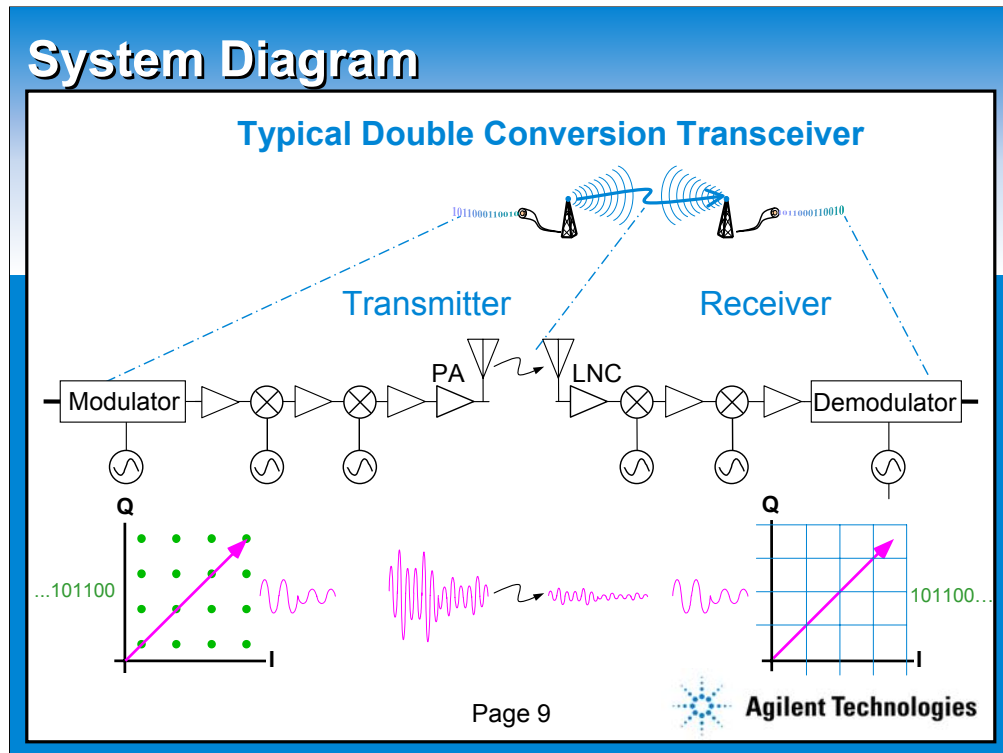 System Diagram
Typical Double Conversion Transceiver
1011000110010 1011000110010
Transmitter Receiver
PA LNC
Modulator Demodulator
Q Q
...101100 101100...
I I
Page 9 Agilent Technologies